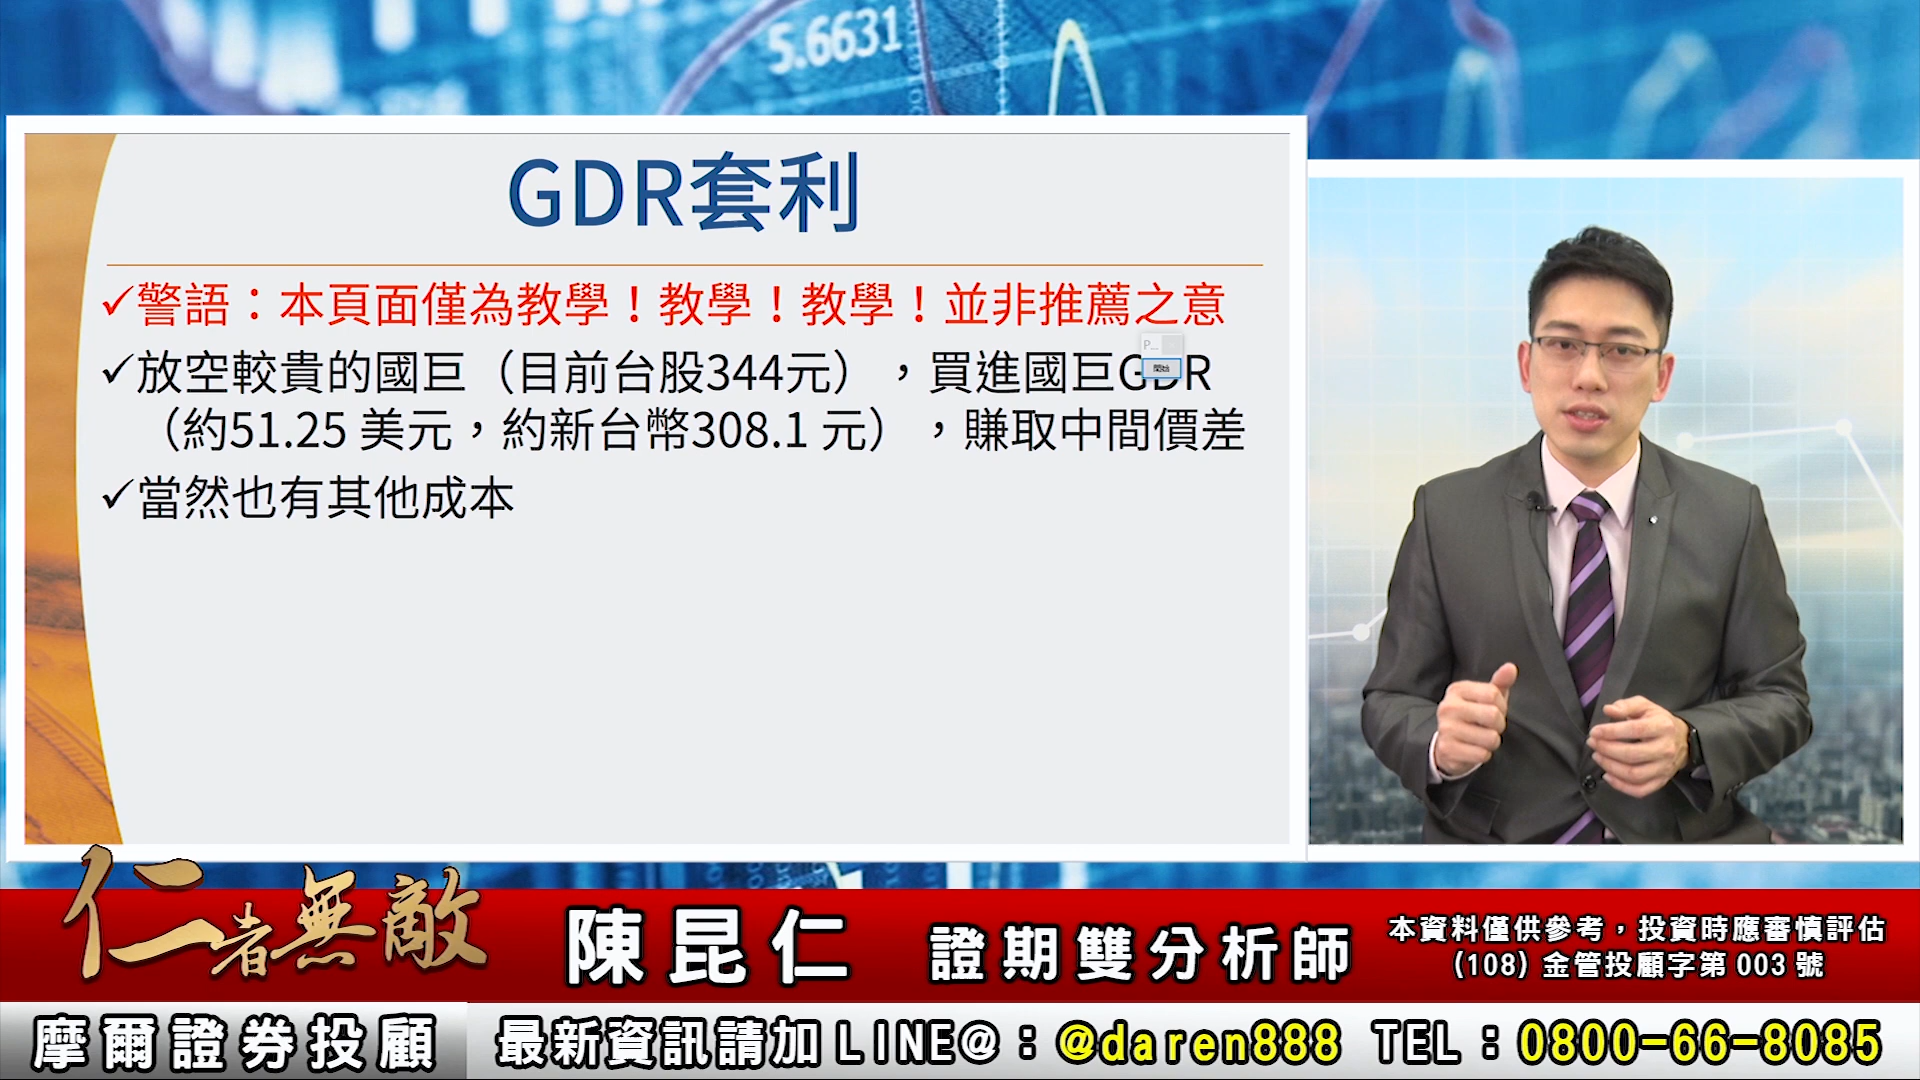 5.6631
GDR套利
✓警語：本頁面僅為教學！教學！教學！並非推薦之意
✓放空較貴的國巨（目前台股344元），買進國巨GDR
（約51.25 美元，約新台幣308.1 元），賺取中間價差
P...
開始
✓當然也有其他成本
仁者無敵
陳昆仁
證期雙分析師
本資料僅供參考，投資時應審慎評估
(108) 金管投顧字第 003 號
摩爾證券投顧
最新資訊請加LINE@：@daren888 TEL：0800-66-8085